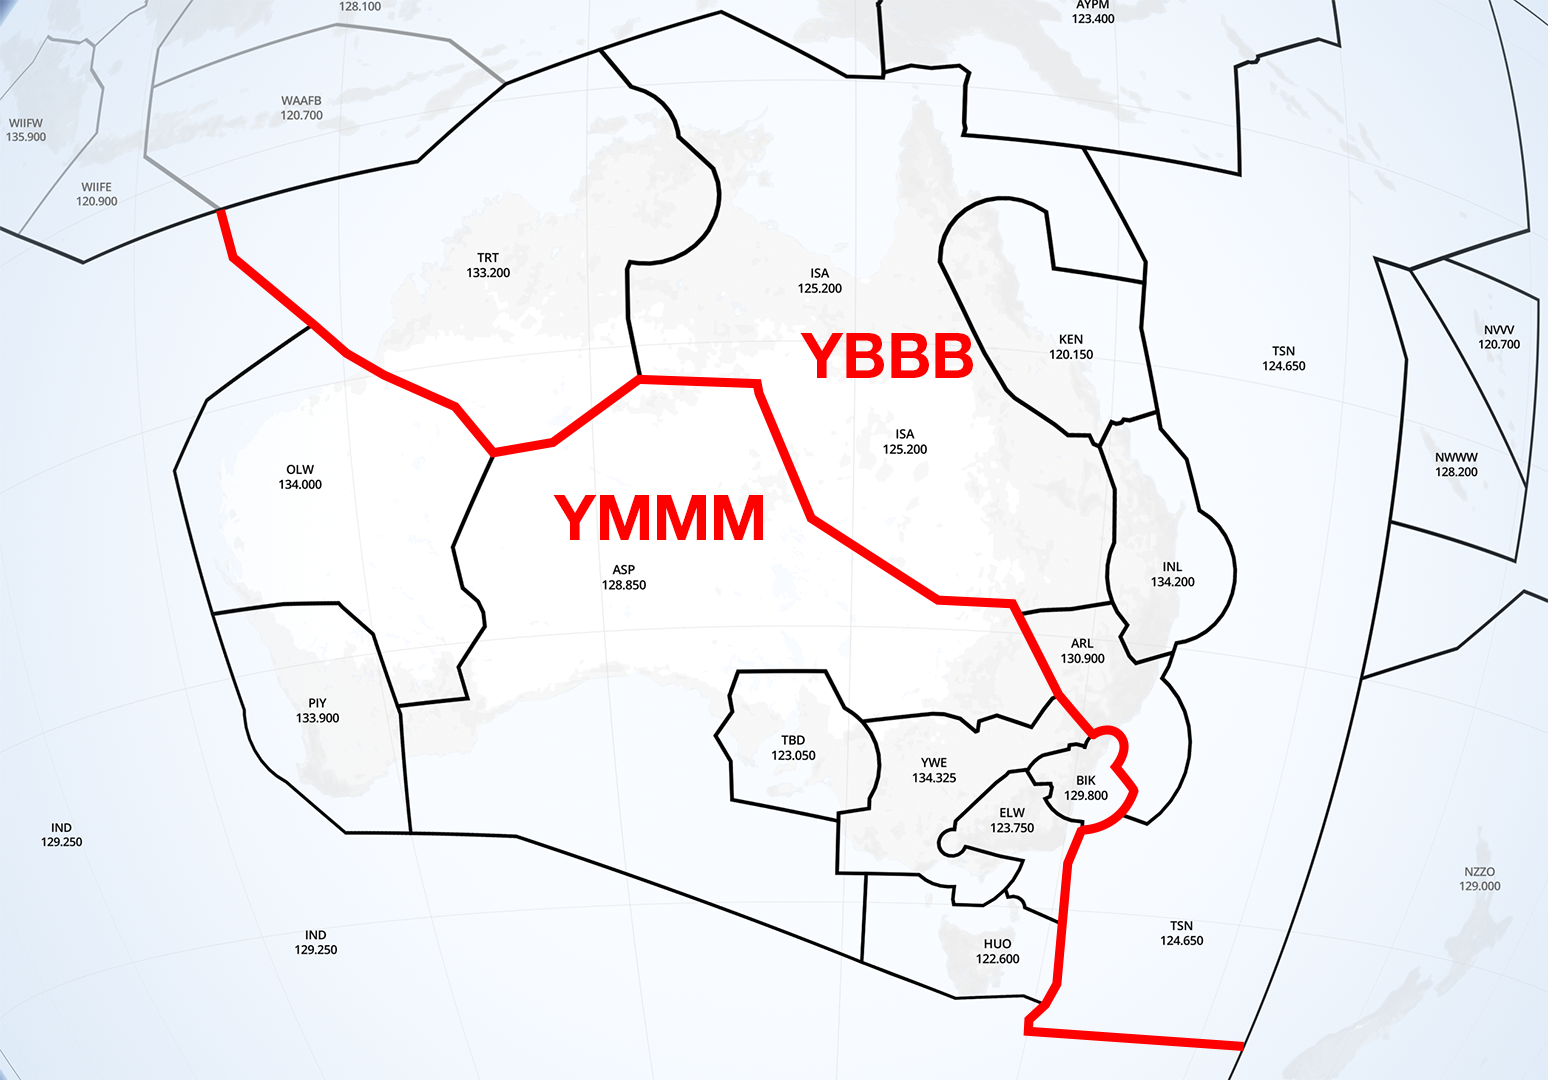 128.100
AYPM
123.400
WAAFB
120.700
WIIFW
135.900
WIIFE
120.900
TRT
133.200
ISA
125.200
YBBB
KEN
120.150
TSN
124.650
NVVV
120.700
ISA
125.200
OLW
134.000
NWWW
128.200
YMMM
ASP
128.850
INL
134.200
ARL
130.900
PIY
133.900
TBD
123.050
YWE
134.325
BIK
129.800
ELW
123.750
IND
129.250
NZZO
129.000
IND
129.250
HUO
122.600
TSN
124.650